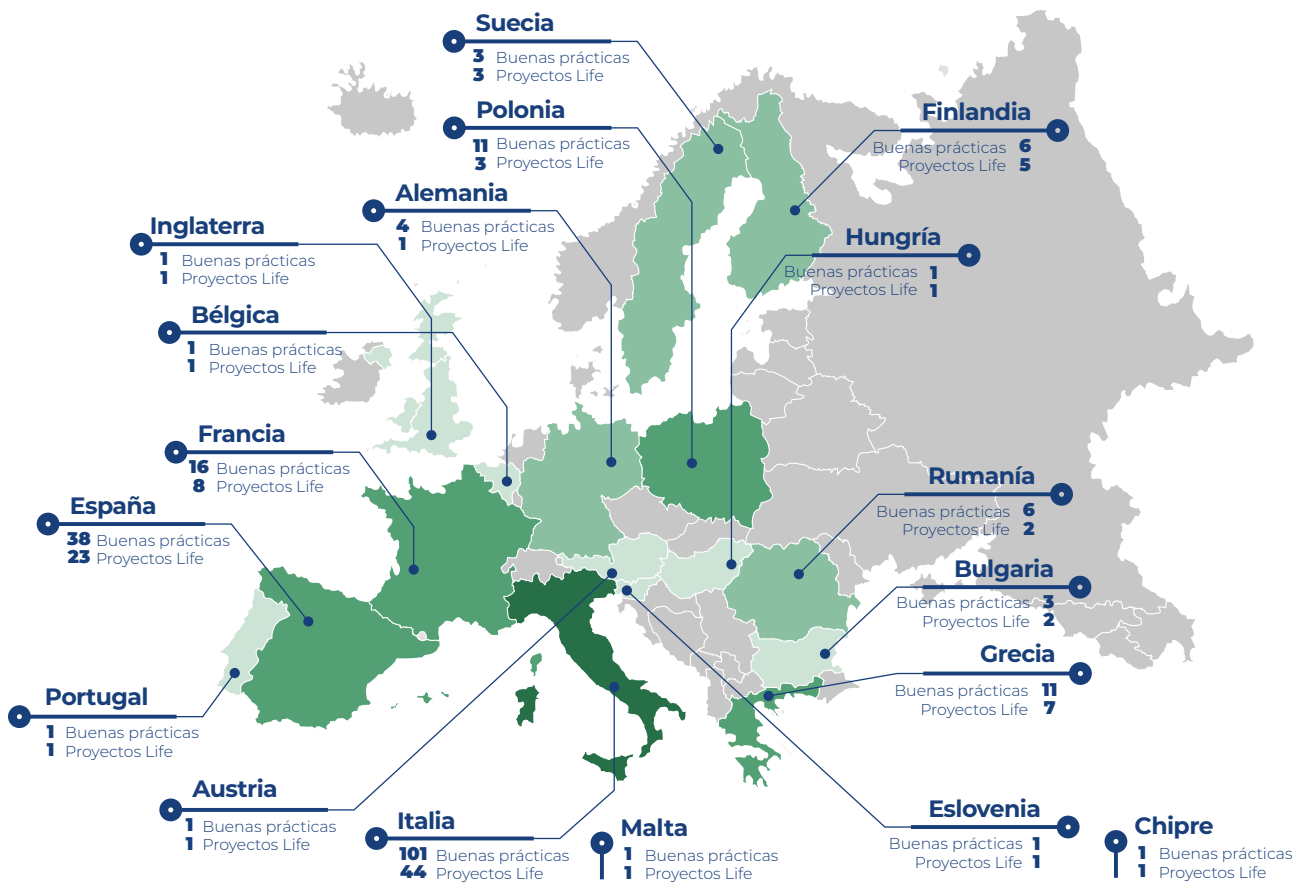 Suecia
3 Buenas prácticas
3 Proyectos Life
Polonia
11 Buenas prácticas
3 Proyectos Life
Finlandia
Buenas prácticas 6
Proyectos Life 5
Alemania
4 Buenas prácticas
1 Proyectos Life
Inglaterra
1 Buenas prácticas
1 Proyectos Life
Hungría
Buenas prácticas 1
Proyectos Life 1
Bélgica
1 Buenas prácticas
1 Proyectos Life
Francia
16 Buenas prácticas
8 Proyectos Life
Rumanía
Buenas prácticas 6
Proyectos Life 2
España
38 Buenas prácticas
23 Proyectos Life
Bulgaria
Buenas prácticas 3
Proyectos Life 2
Grecia
Buenas prácticas 11
Proyectos Life 7
Portugal
1 Buenas prácticas
1 Proyectos Life
Austria
1 Buenas prácticas
1 Proyectos Life
Italia
101 Buenas prácticas
44 Proyectos Life
Malta
1 Buenas prácticas
1 Proyectos Life
Eslovenia
Buenas prácticas 1
Proyectos Life 1
Chipre
1 Buenas prácticas
1 Proyectos Life